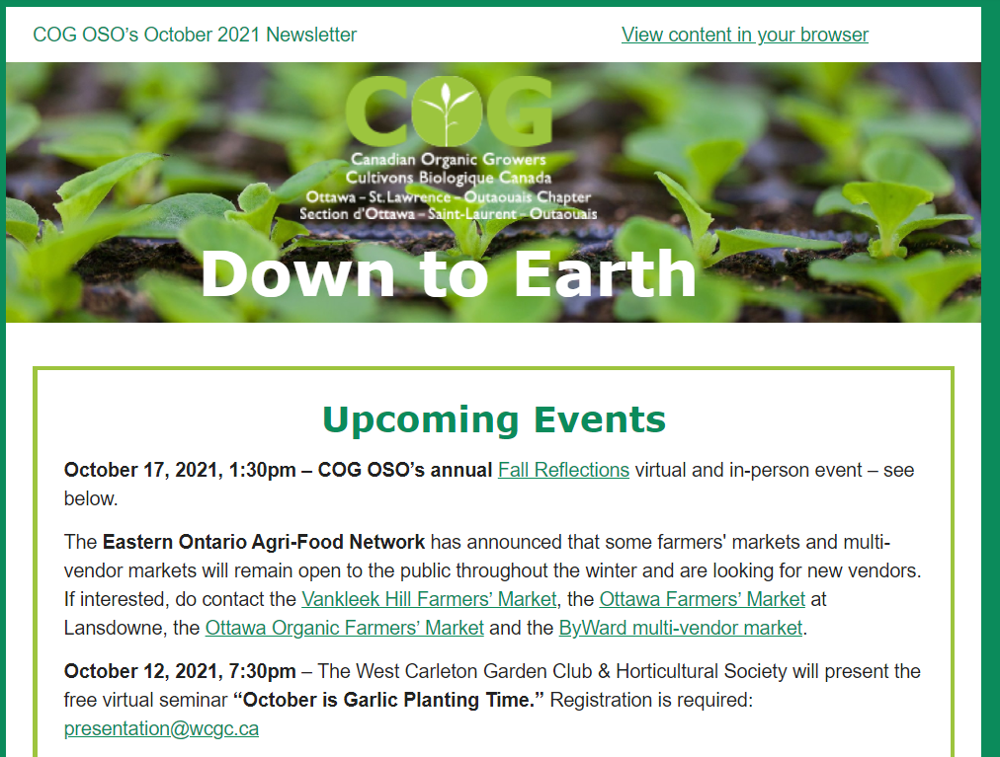 COG OSO’s October 2021 Newsletter
View content in your browser
COG
Canadian Organic Growers
Cultivons Biologique Canada
Ottawa – St.Lawrence – Outaouais Chapter
Section d'Ottawa – Saint-Laurent – Outaouais
Down to Earth
Upcoming Events
October 17, 2021, 1:30pm – COG OSO’s annual Fall Reflections virtual and in-person event – see
below.
The Eastern Ontario Agri-Food Network has announced that some farmers' markets and multi-
vendor markets will remain open to the public throughout the winter and are looking for new vendors.
If interested, do contact the Vankleek Hill Farmers’ Market, the Ottawa Farmers’ Market at
Lansdowne, the Ottawa Organic Farmers’ Market and the ByWard multi-vendor market.
October 12, 2021, 7:30pm – The West Carleton Garden Club & Horticultural Society will present the
free virtual seminar “October is Garlic Planting Time.” Registration is required:
presentation@wcgc.ca